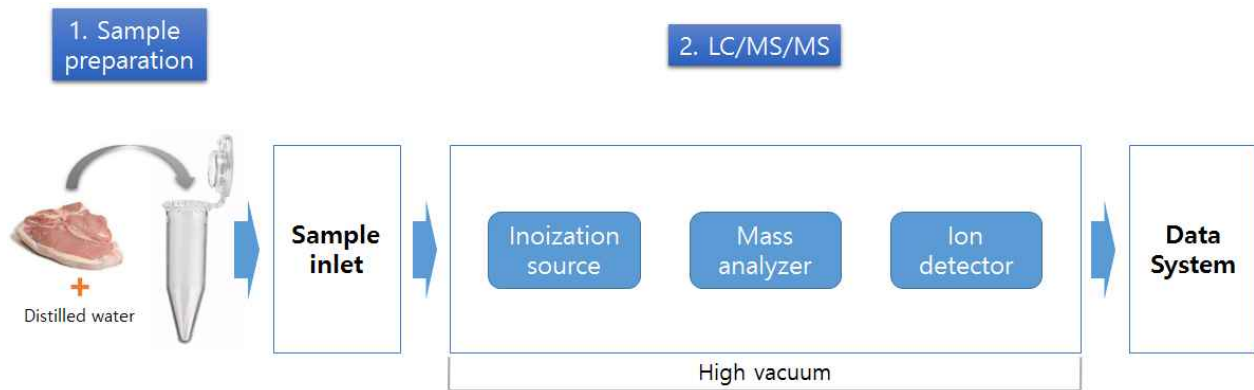 1. Sample
preparation
2. LC/MS/MS
+
Distilled water
Sample
inlet
Inoization
source
Mass
analyzer
Ion
detector
Data
System
High vacuum